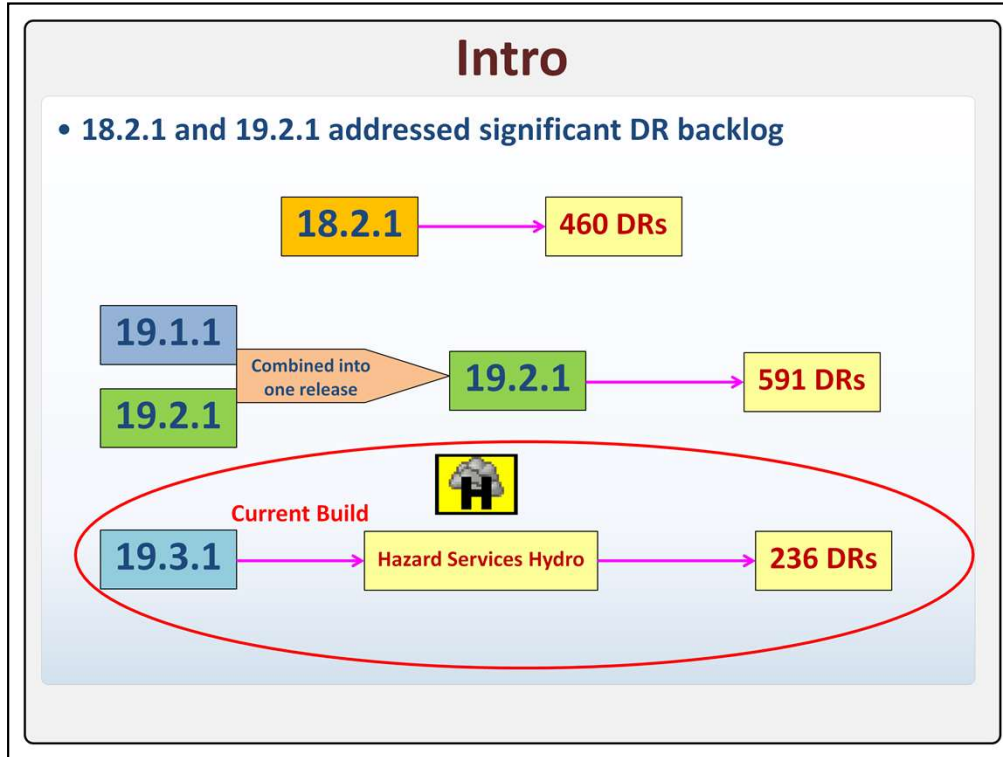 Intro
• 18.2.1 and 19.2.1 addressed significant DR backlog
18.2.1
460 DRs
19.1.1
Combined into
one release
19.2.1
19.2.1
591 DRs
H
Current Build
19.3.1
Hazard Services Hydro
236 DRs